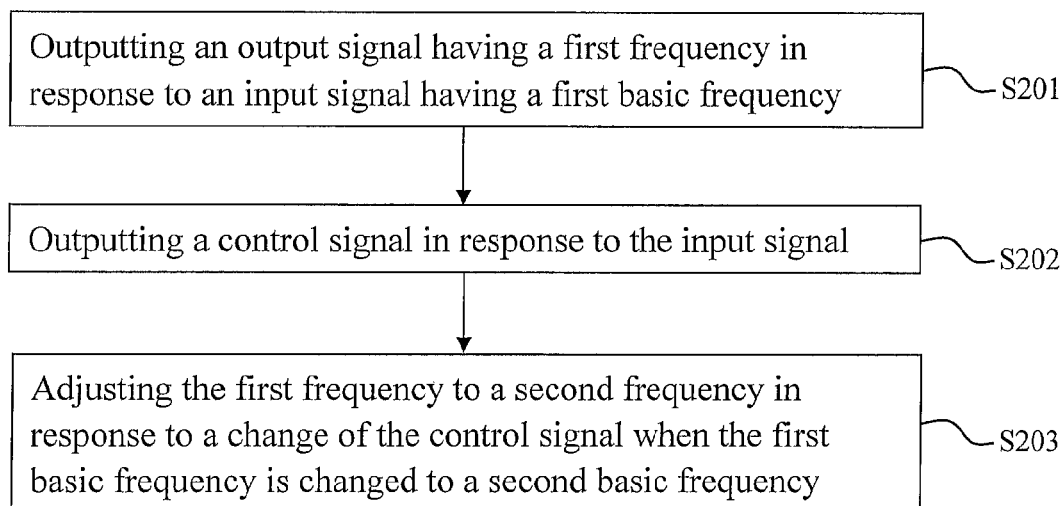 Outputting an output signal having a first frequency in
response to an input signal having a first basic frequency
S201
Outputting a control signal in response to the input signal
S202
Adjusting the first frequency to a second frequency in
response to a change of the control signal when the first
basic frequency is changed to a second basic frequency
S203